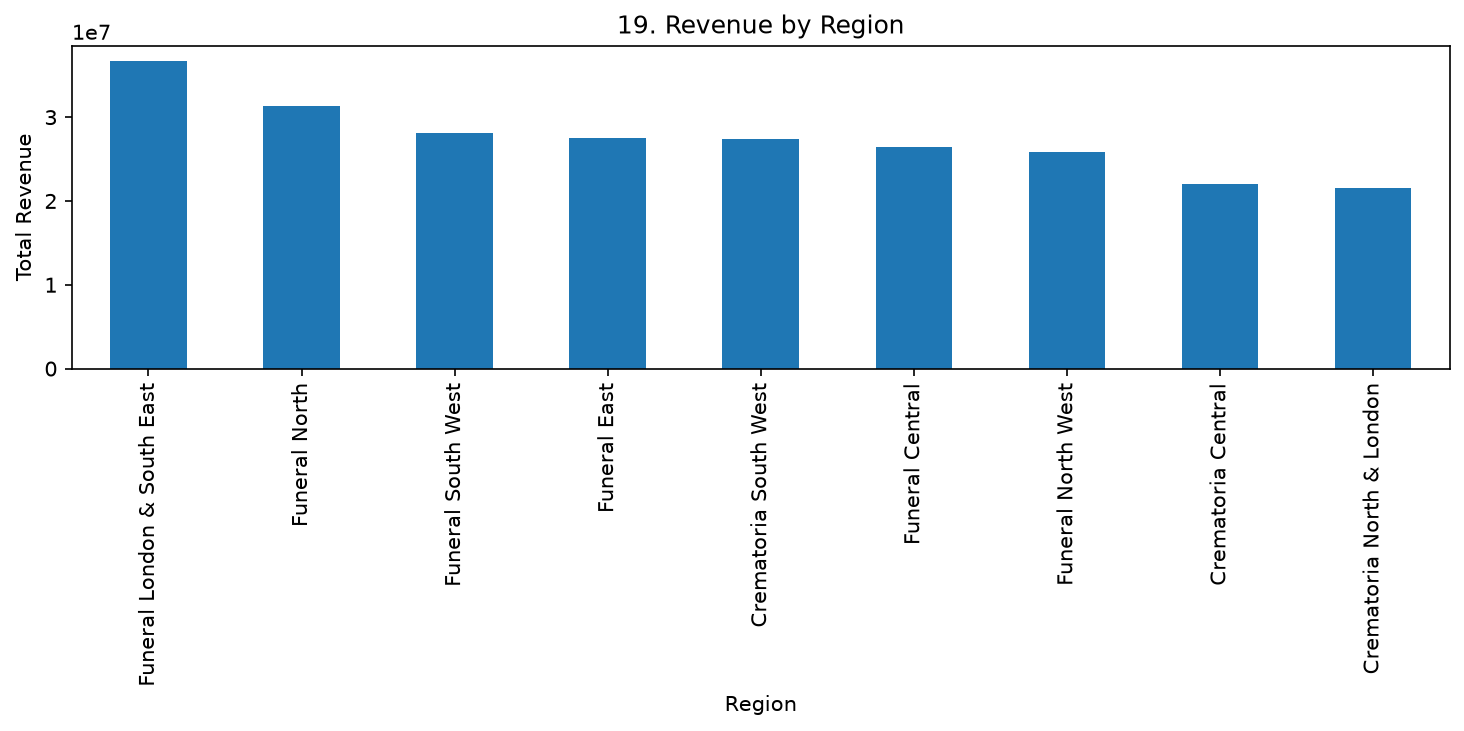 19. Revenue by Region
1e7
Total Revenue
3
2
1
0
Funeral London & South East
Funeral North
Funeral South West
Funeral East
Crematoria South West
Funeral Central
Funeral North West
Crematoria Central
Crematoria North & London
Region